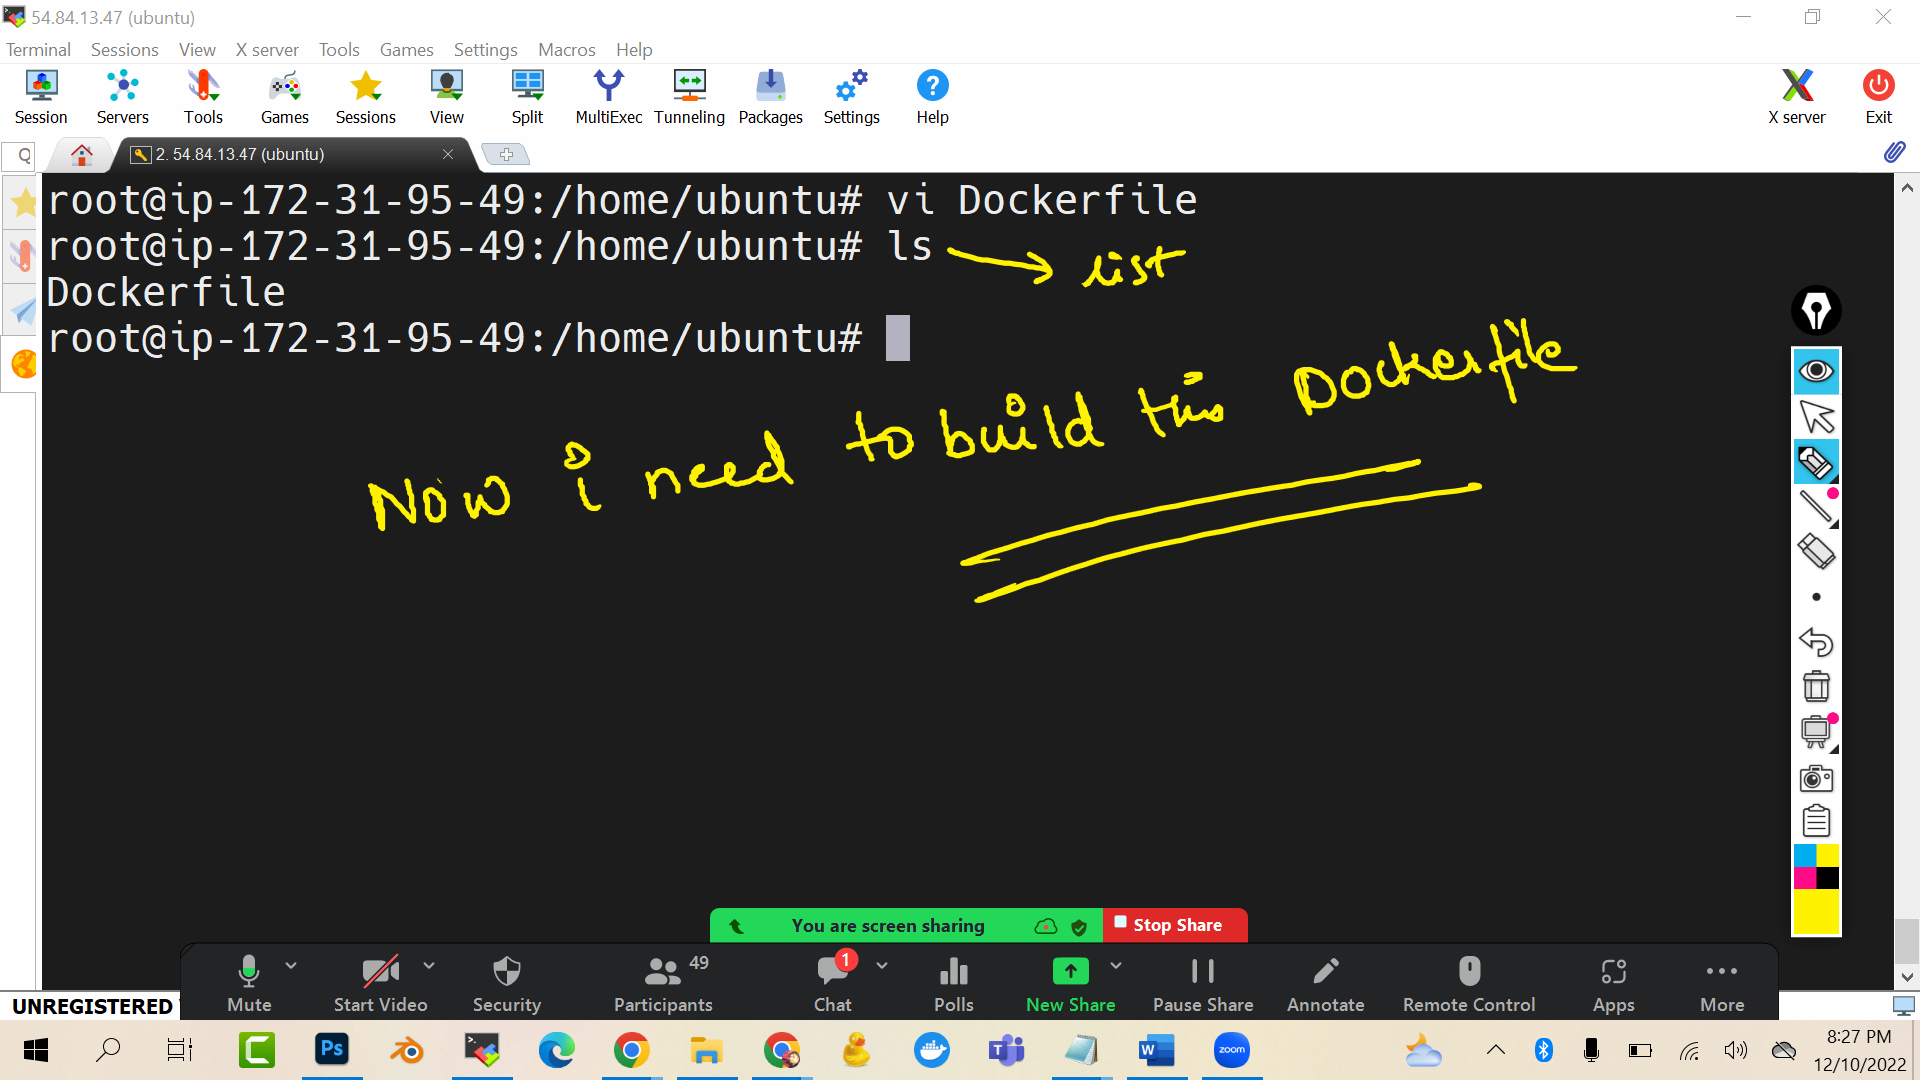 54.84.13.47 (ubuntu)
Terminal Sessions View X server Tools Games Settings Macros Help
Session Servers Tools Games Sessions View Split MultiExec Tunneling Packages Settings Help X server Exit
2. 54.84.13.47 (ubuntu)
root@ip-172-31-95-49:/home/ubuntu# vi Dockerfile
root@ip-172-31-95-49:/home/ubuntu# ls
list
Dockerfile
root@ip-172-31-95-49:/home/ubuntu#
Now i need to build this Dockerfile
You are screen sharing Stop Share
49 1
Mute Start Video Security Participants Chat Polls New Share Pause Share Annotate Remote Control Apps More
UNREGISTERED
Ps W zoom
8:27 PM
12/10/2022